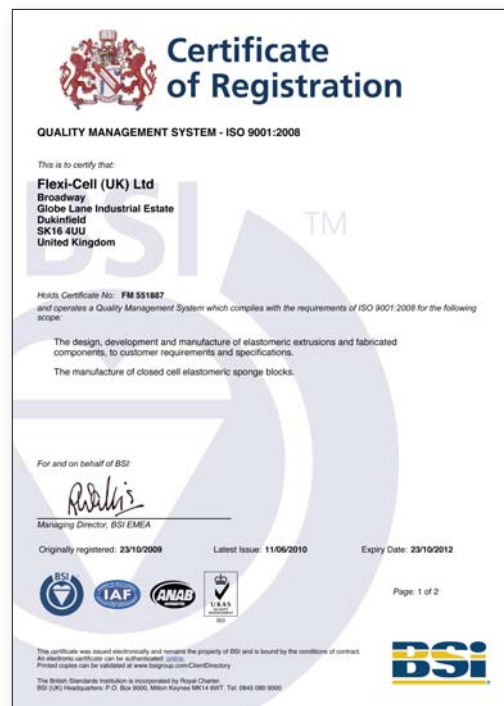 Certificate
of Registration
QUALITY MANAGEMENT SYSTEM - ISO 9001:2008
This is to certify that:
Flexi-Cell (UK) Ltd
Broadway
Globe Lane Industrial Estate
Dukinfield
SK16 4UU
United Kingdom
BSI
TM
Holds Certificate No: FM 551887
and operates a Quality Management System which complies with the requirements of ISO 9001:2008 for the following
scope:
The design, development and manufacture of elastomeric extrusions and fabricated
components, to customer requirements and specifications.
The manufacture of closed cell elastomeric sponge blocks.
For and on behalf of BSI:
Managing Director, BSI EMEA
Originally registered: 23/10/2009 Latest Issue: 11/06/2010 Expiry Date: 23/10/2012
BSI IAF ANAB UKAS
Page: 1 of 2
This certificate was issued electronically and remains the property of BSI and is bound by the conditions of contract.
An electronic certificate can be authenticated online.
Printed copies can be validated at www.bsigroup.com/ClientDirectory
The British Standards Institution is incorporated by Royal Charter
BSI (UK) Headquarters: P.O. Box 9000, Milton Keynes MK14 6WT. Tel: 0845 080 9000
BSi